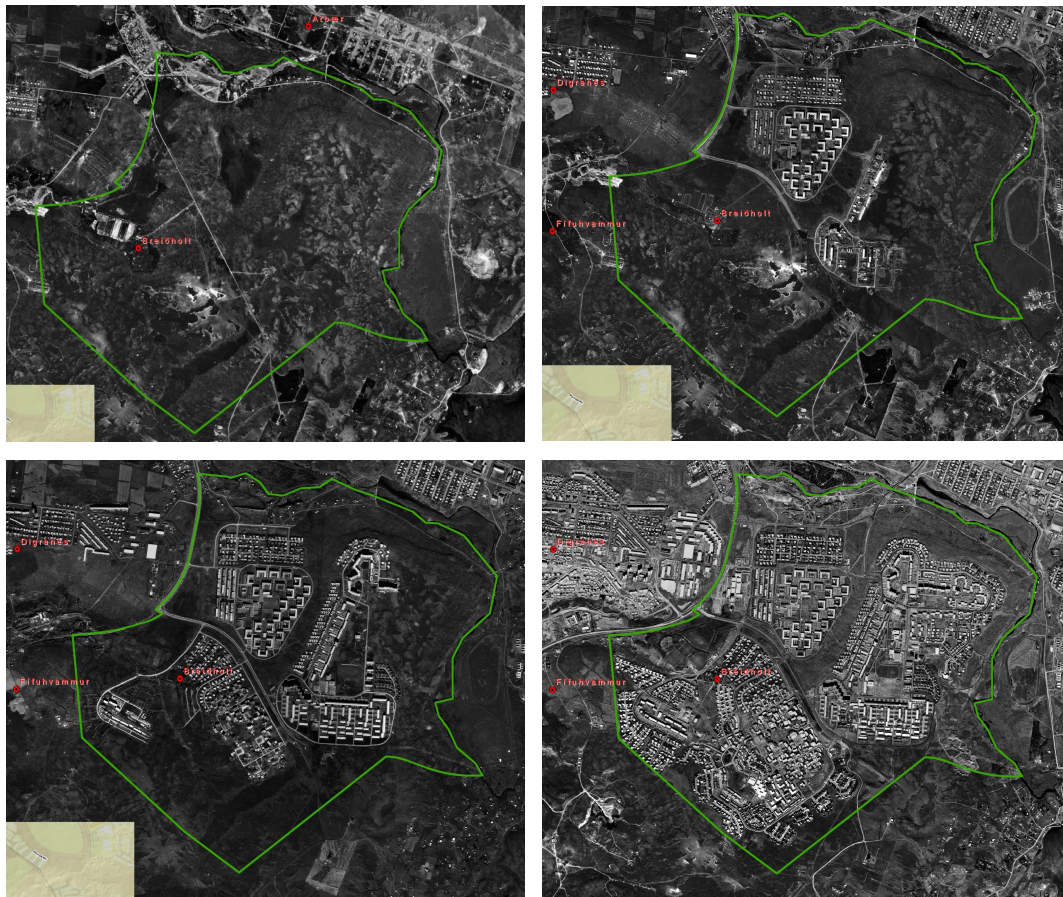 Árbær
Breiðholt
Digranes
Breiðholt
Fífuhvammur
Digranes
Breiðholt
Fífuhvammur
Digranes
Breiðholt
Fífuhvammur